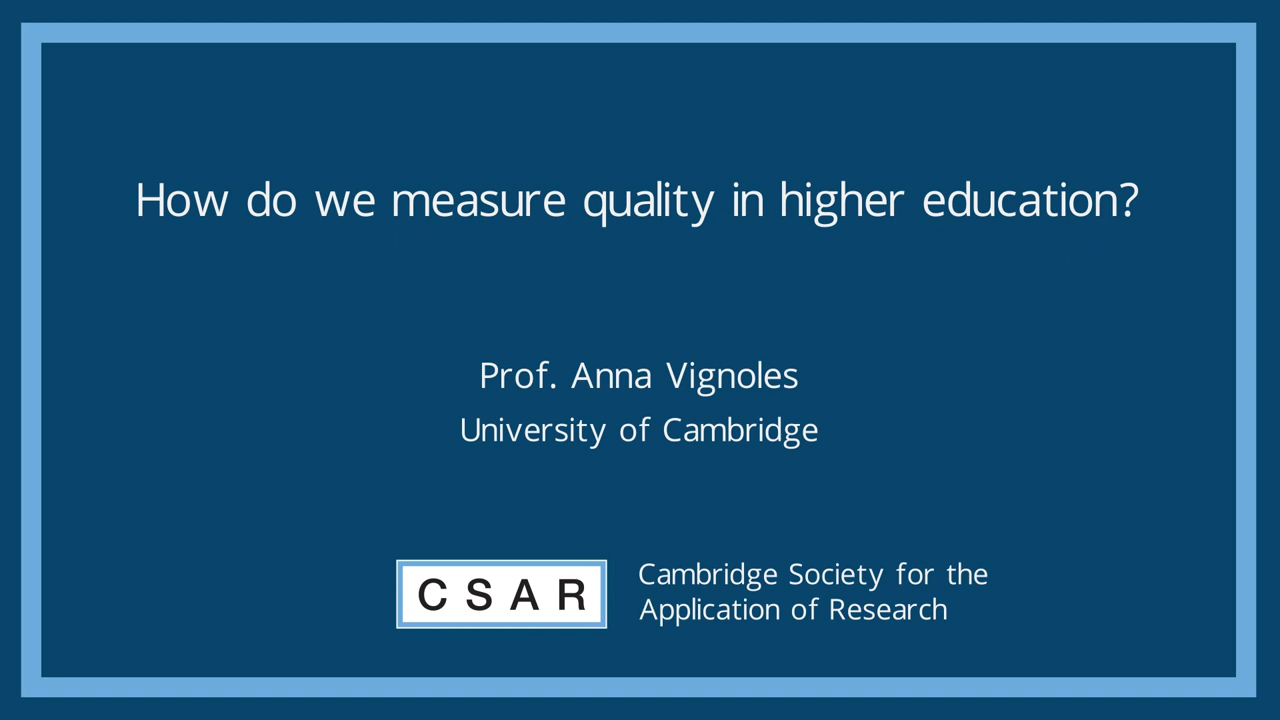 How do we measure quality in higher education?
Prof. Anna Vignoles
University of Cambridge
CSAR
Cambridge Society for the
Application of Research